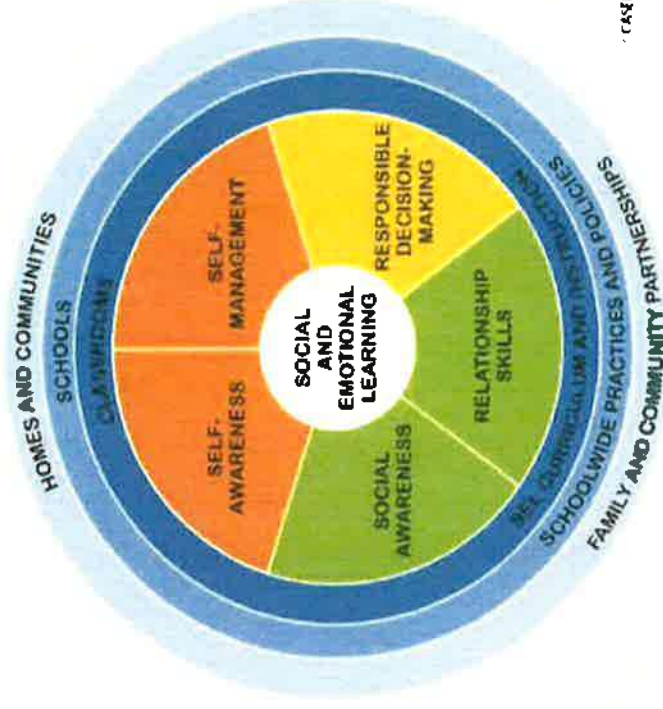 HOMES AND COMMUNITIES
SCHOOLS
CLASSROOMS
SELF-
AWARENESS
SELF-
MANAGEMENT
SOCIAL
AWARENESS
SOCIAL
AND
EMOTIONAL
LEARNING
RESPONSIBLE
DECISION-
MAKING
RELATIONSHIP
SKILLS
SEL CURRICULUM AND INSTRUCTION
SCHOOLWIDE PRACTICES AND POLICIES
FAMILY AND COMMUNITY PARTNERSHIPS